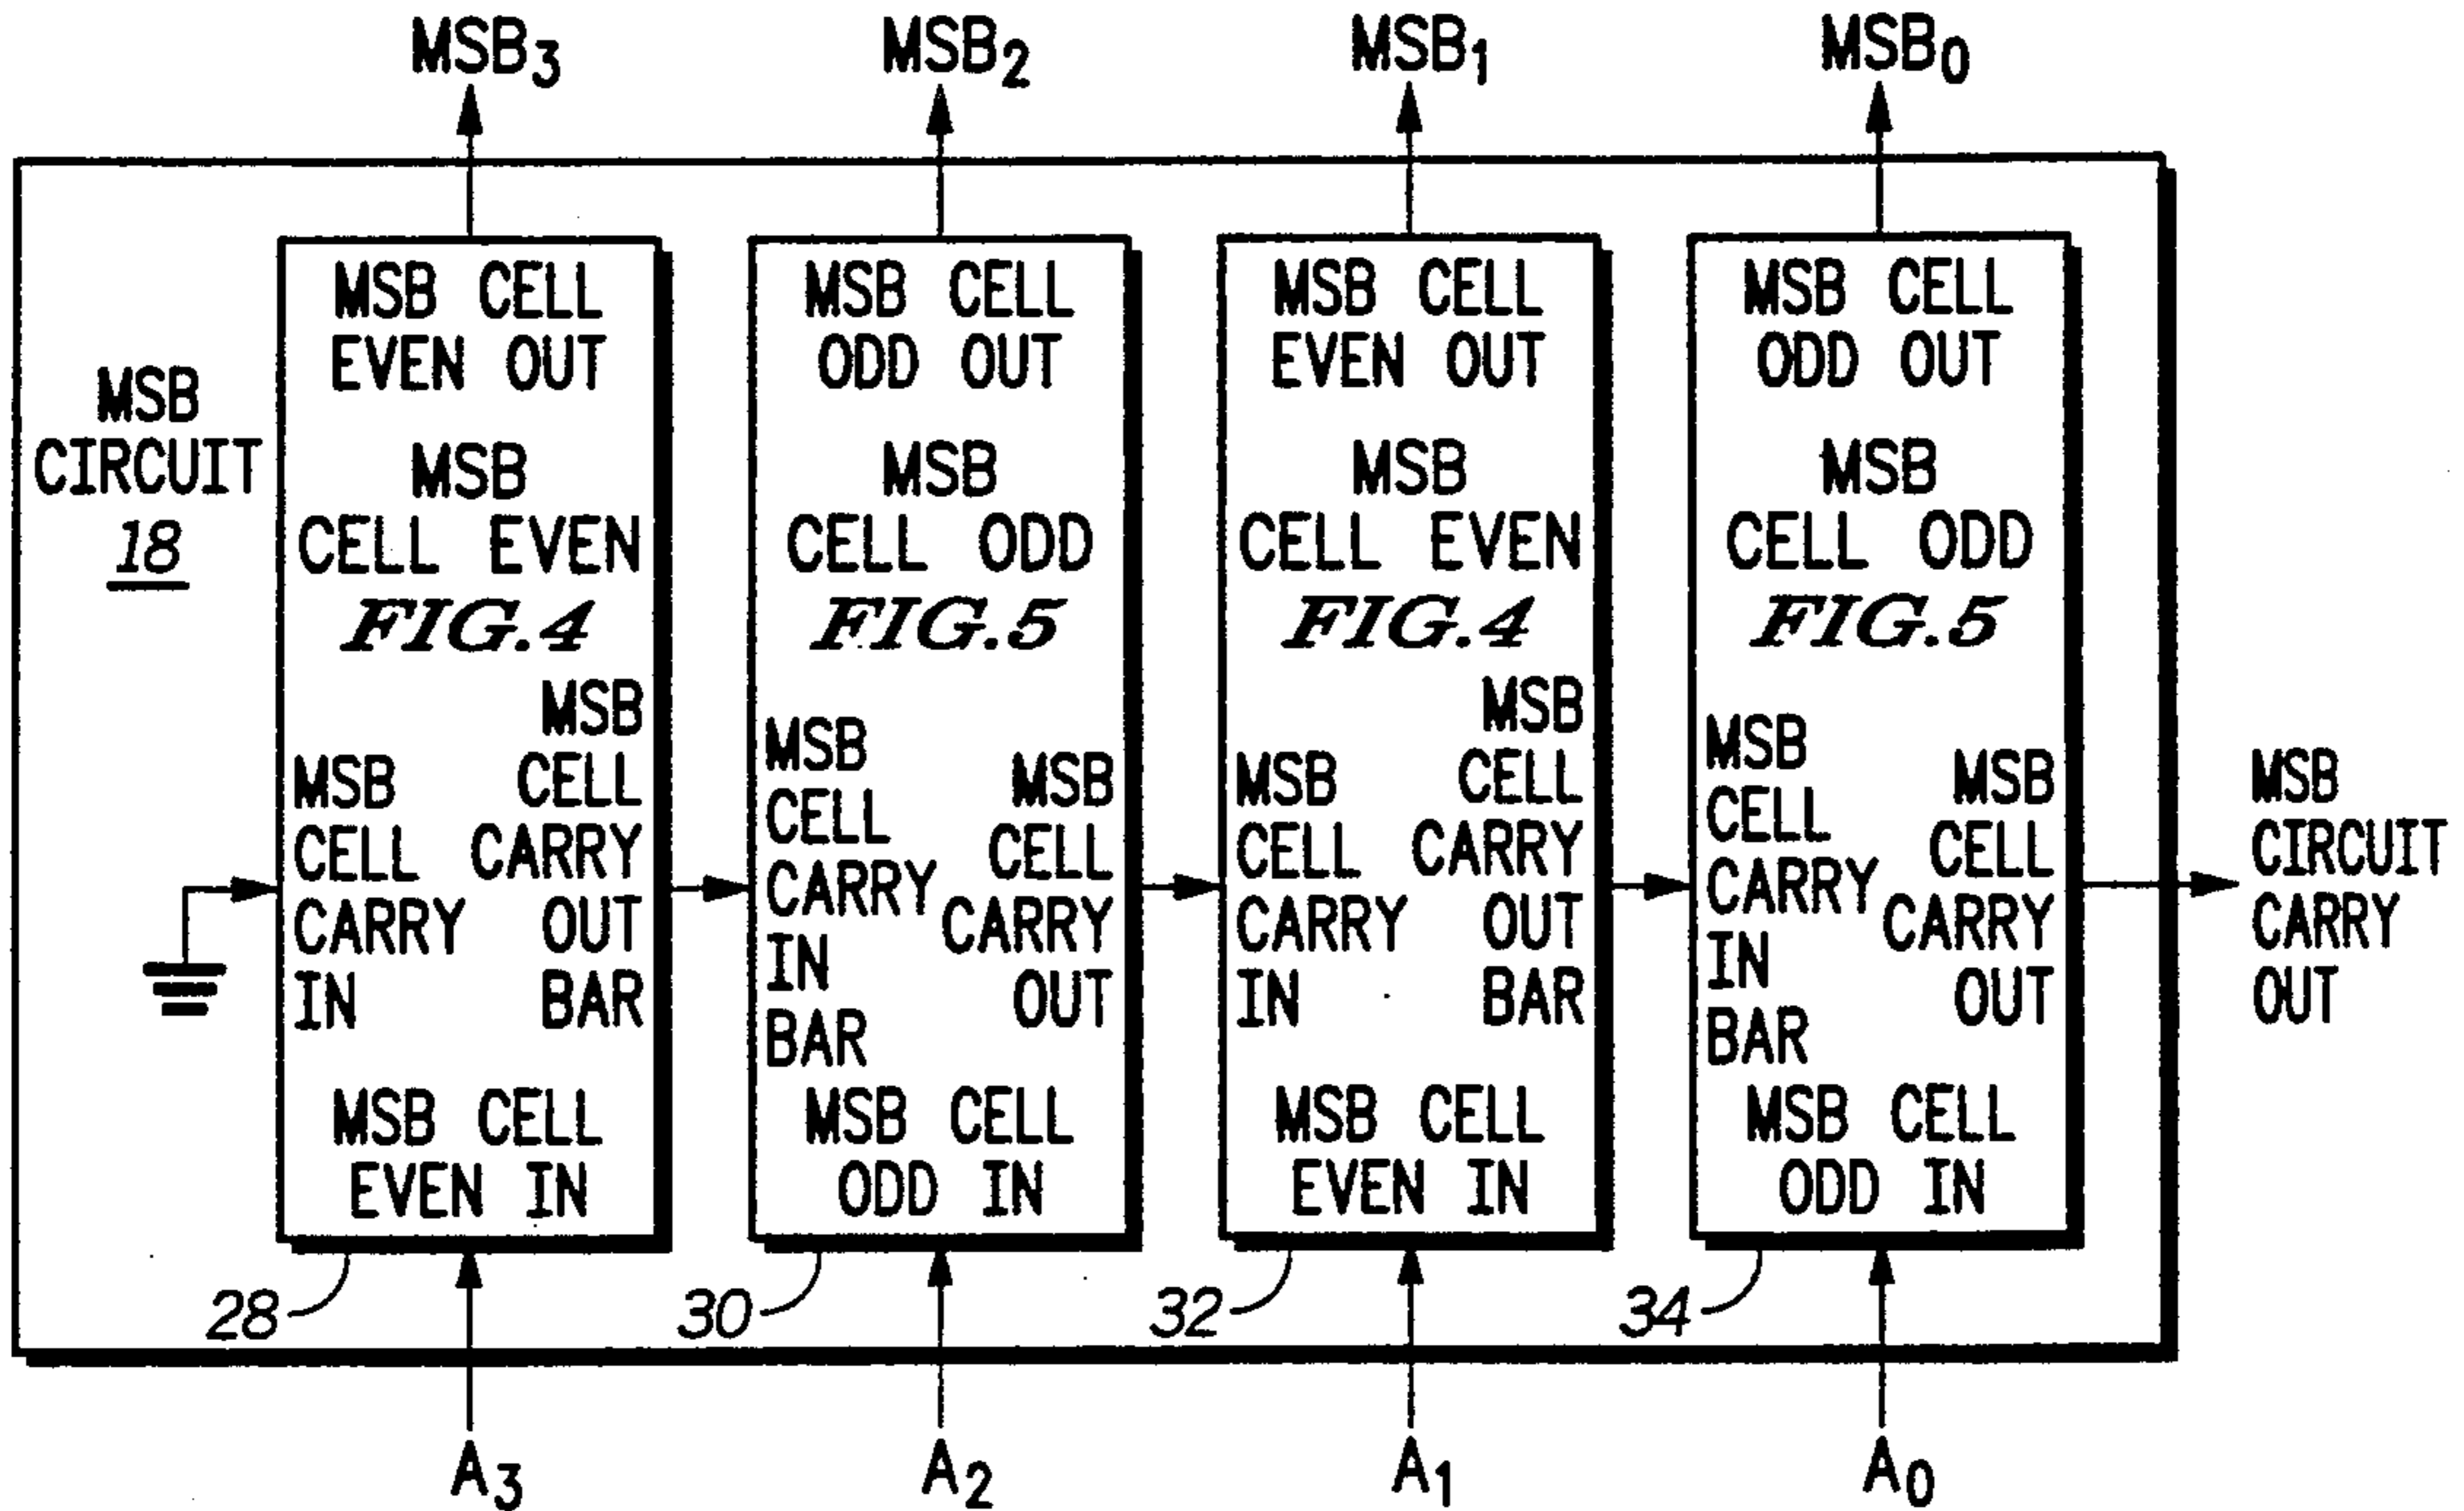 MSB3
MSB2
MSB1
MSB0
MSB
CIRCUIT
18
MSB CELL
EVEN OUT
MSB
CELL EVEN
FIG.4
MSB
CELL
CARRY
IN
MSB
CELL
CARRY
OUT
BAR
MSB CELL
EVEN IN
28
A3
MSB CELL
ODD OUT
MSB
CELL ODD
FIG.5
MSB
CELL
CARRY
IN
BAR
MSB
CELL
CARRY
OUT
MSB CELL
ODD IN
30
A2
MSB CELL
EVEN OUT
MSB
CELL EVEN
FIG.4
MSB
CELL
CARRY
IN
MSB
CELL
CARRY
OUT
BAR
MSB CELL
EVEN IN
32
A1
MSB CELL
ODD OUT
MSB
CELL ODD
FIG.5
MSB
CELL
CARRY
IN
BAR
MSB
CELL
CARRY
OUT
MSB CELL
ODD IN
34
A0
MSB
CIRCUIT
CARRY
OUT